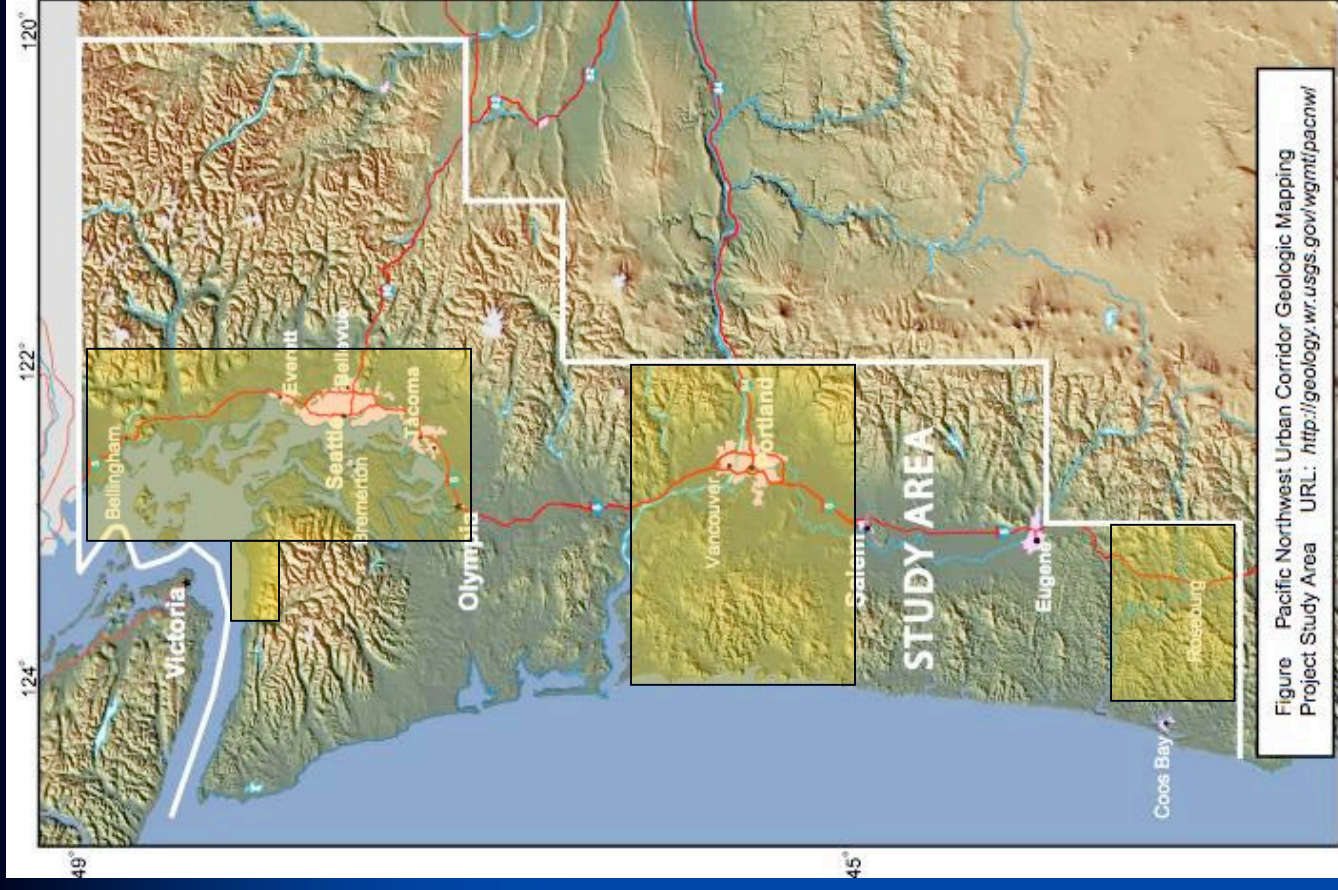 120°
122°
124°
49°
45°
Bellingham
Everett
Bellevue
Seattle
Tacoma
Bremerton
Victoria
Olympia
Vancouver
Portland
Salem
STUDY AREA
Eugene
Roseburg
Coos Bay
Figure Pacific Northwest Urban Corridor Geologic Mapping
Project Study Area URL: http://geology.wr.usgs.gov/wgmt/pacnw/